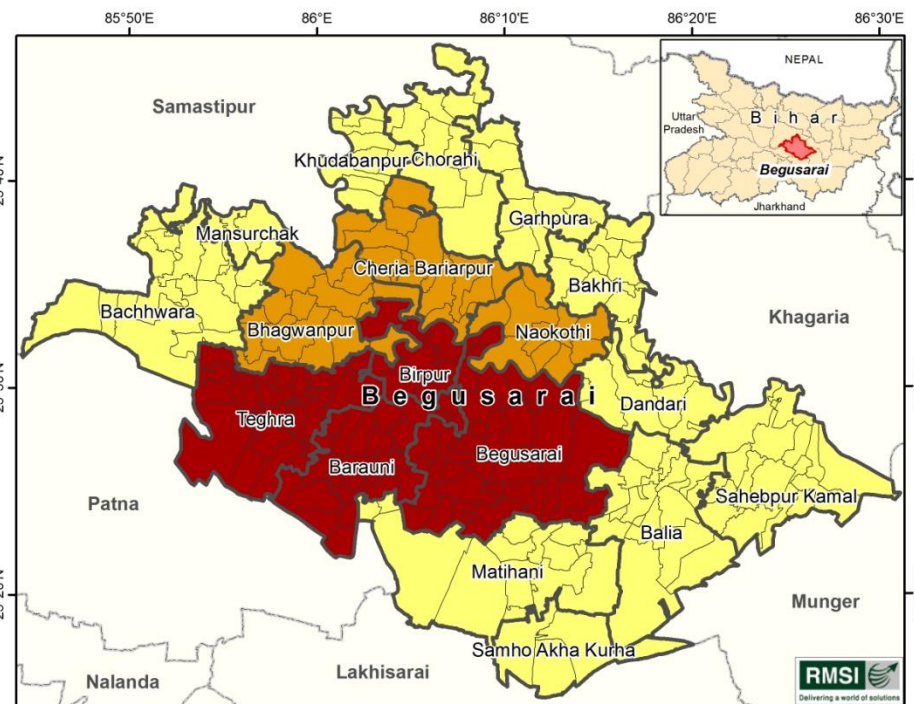 85°50'E 86°E 86°10'E 86°20'E 86°30'E
NEPAL
Samastipur
Bihar
Uttar
Pradesh
Begusarai
Jharkhand
Khudabanpur Chorahi
Garhpura
Mansurchak
Cheria Bariarpur
Bakhri
Bachhwara
Bhagwanpur
Naokothi
Khagaria
Birpur
Begusarai
Dandari
Teghra
Begusarai
Barauni
Sahebpur Kamal
Patna
Balia
Matihani
Munger
Samho Akha Kurha
Lakhisarai
Nalanda
RMSI
Delivering a world of solutions